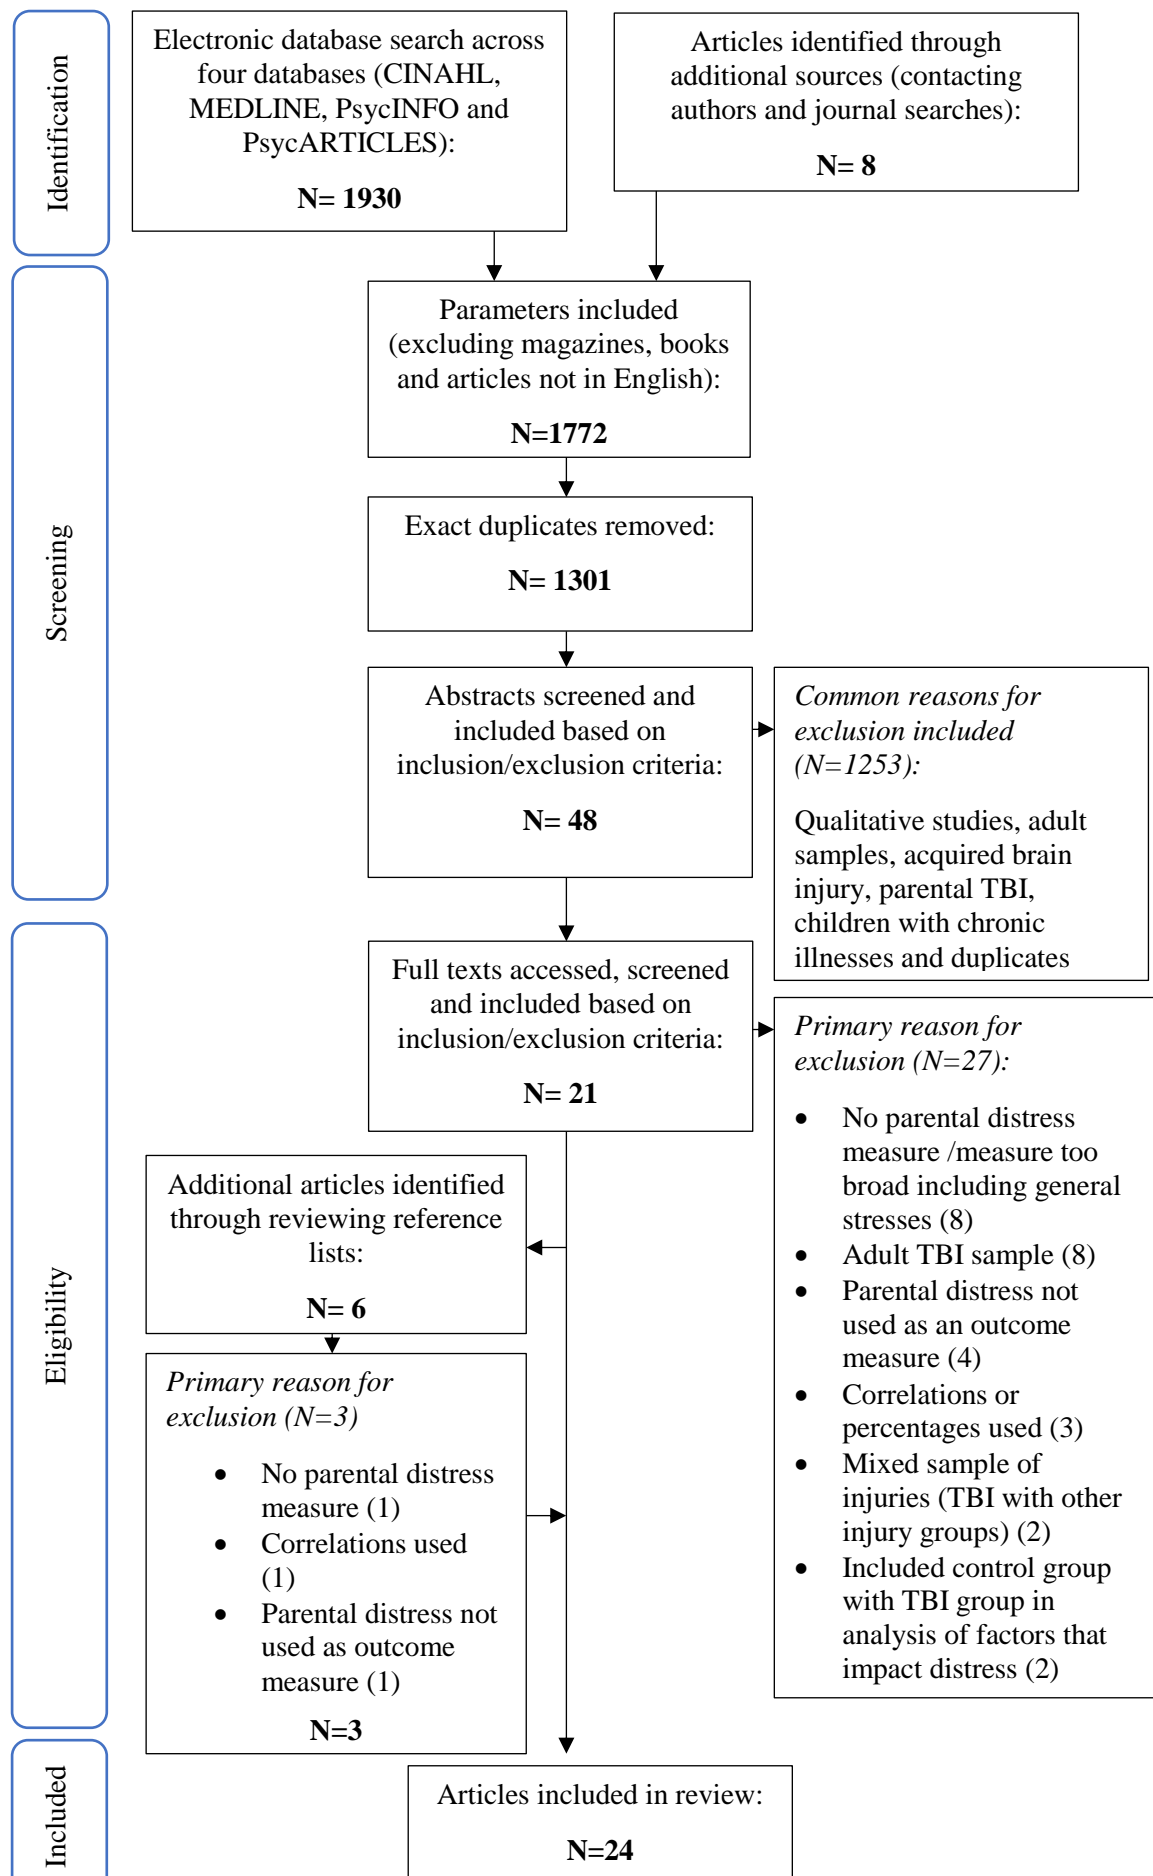 Identification
Electronic database search across
four databases (CINAHL,
MEDLINE, PsycINFO and
PsycARTICLES):
N= 1930
Articles identified through
additional sources (contacting
authors and journal searches):
N= 8
Screening
Parameters included
(excluding magazines, books
and articles not in English):
N=1772
Exact duplicates removed:
N= 1301
Abstracts screened and
included based on
inclusion/exclusion criteria:
N= 48
Common reasons for
exclusion included
(N=1253):
Qualitative studies, adult
samples, acquired brain
injury, parental TBI,
children with chronic
illnesses and duplicates
Eligibility
Full texts accessed, screened
and included based on
inclusion/exclusion criteria:
N= 21
Primary reason for
exclusion (N=27):
• No parental distress
measure /measure too
broad including general
stresses (8)
• Adult TBI sample (8)
• Parental distress not
used as an outcome
measure (4)
• Correlations or
percentages used (3)
• Mixed sample of
injuries (TBI with other
injury groups) (2)
• Included control group
with TBI group in
analysis of factors that
impact distress (2)
Additional articles identified
through reviewing reference
lists:
N= 6
Primary reason for
exclusion (N=3)
• No parental distress
measure (1)
• Correlations used
(1)
• Parental distress not
used as outcome
measure (1)
N=3
Included
Articles included in review:
N=24